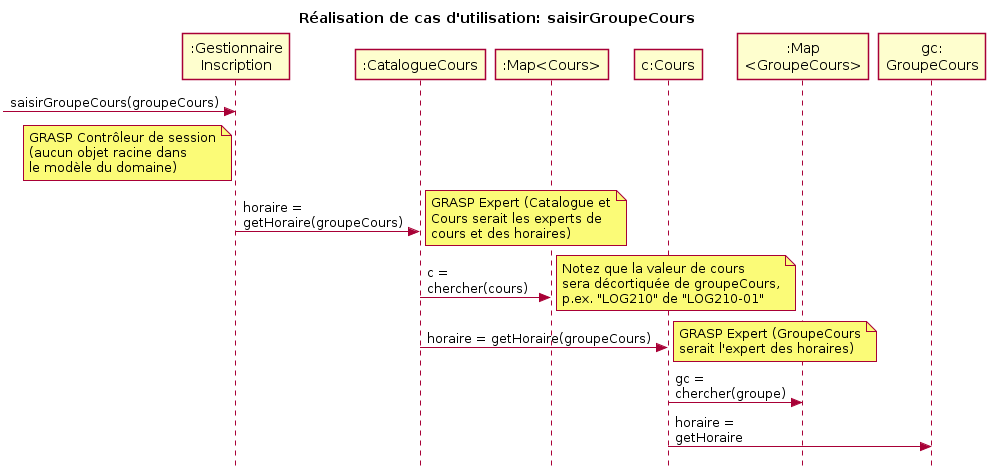 Réalisation de cas d'utilisation: saisirGroupeCours
:Gestionnaire
Inscription
:CatalogueCours
:Map<Cours>
c:Cours
:Map
<GroupeCours>
gc:
GroupeCours
saisirGroupeCours(groupeCours)
GRASP Contrôleur de session
(aucun objet racine dans
le modèle du domaine)
horaire =
getHoraire(groupeCours)
GRASP Expert (Catalogue et
Cours serait les experts de
cours et des horaires)
c =
chercher(cours)
Notez que la valeur de cours
sera décortiquée de groupeCours,
p.ex. "LOG210" de "LOG210-01"
horaire = getHoraire(groupeCours)
GRASP Expert (GroupeCours
serait l'expert des horaires)
gc =
chercher(groupe)
horaire =
getHoraire